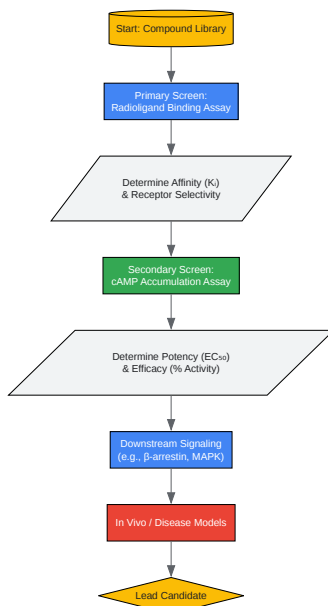 Start: Compound Library
Primary Screen:
Radioligand Binding Assay
Determine Affinity (Kᵢ)
& Receptor Selectivity
Secondary Screen:
cAMP Accumulation Assay
Determine Potency (EC₅₀)
& Efficacy (% Activity)
Downstream Signaling
(e.g., β-arrestin, MAPK)
In Vivo / Disease Models
Lead Candidate